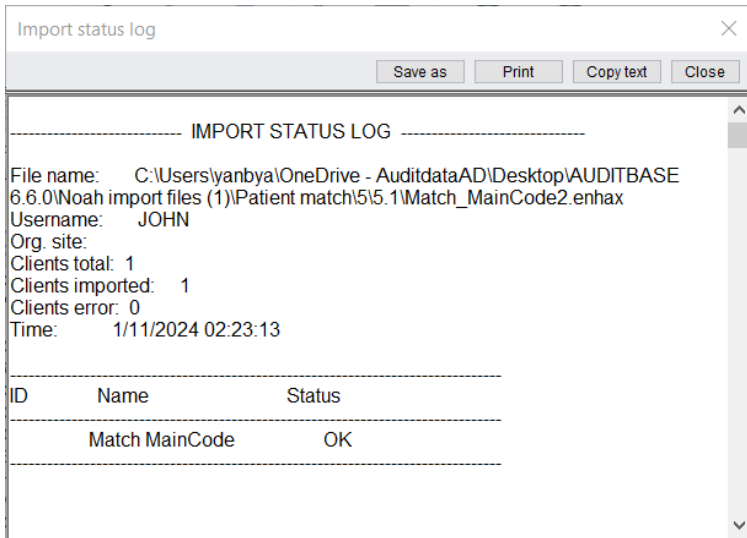 Import status log
Save as Print Copy text Close
---------------------------- IMPORT STATUS LOG ------------------------------
File name: C:\Users\yanbya\OneDrive - AuditdataAD\Desktop\AUDITBASE
6.6.0\Noah import files (1)\Patient match\5\5.1\Match_MainCode2.enhax
Username: JOHN
Org. site:
Clients total: 1
Clients imported: 1
Clients error: 0
Time: 1/11/2024 02:23:13
--------------------------------------------------------------------------------
ID Name Status
--------------------------------------------------------------------------------
Match MainCode OK
--------------------------------------------------------------------------------